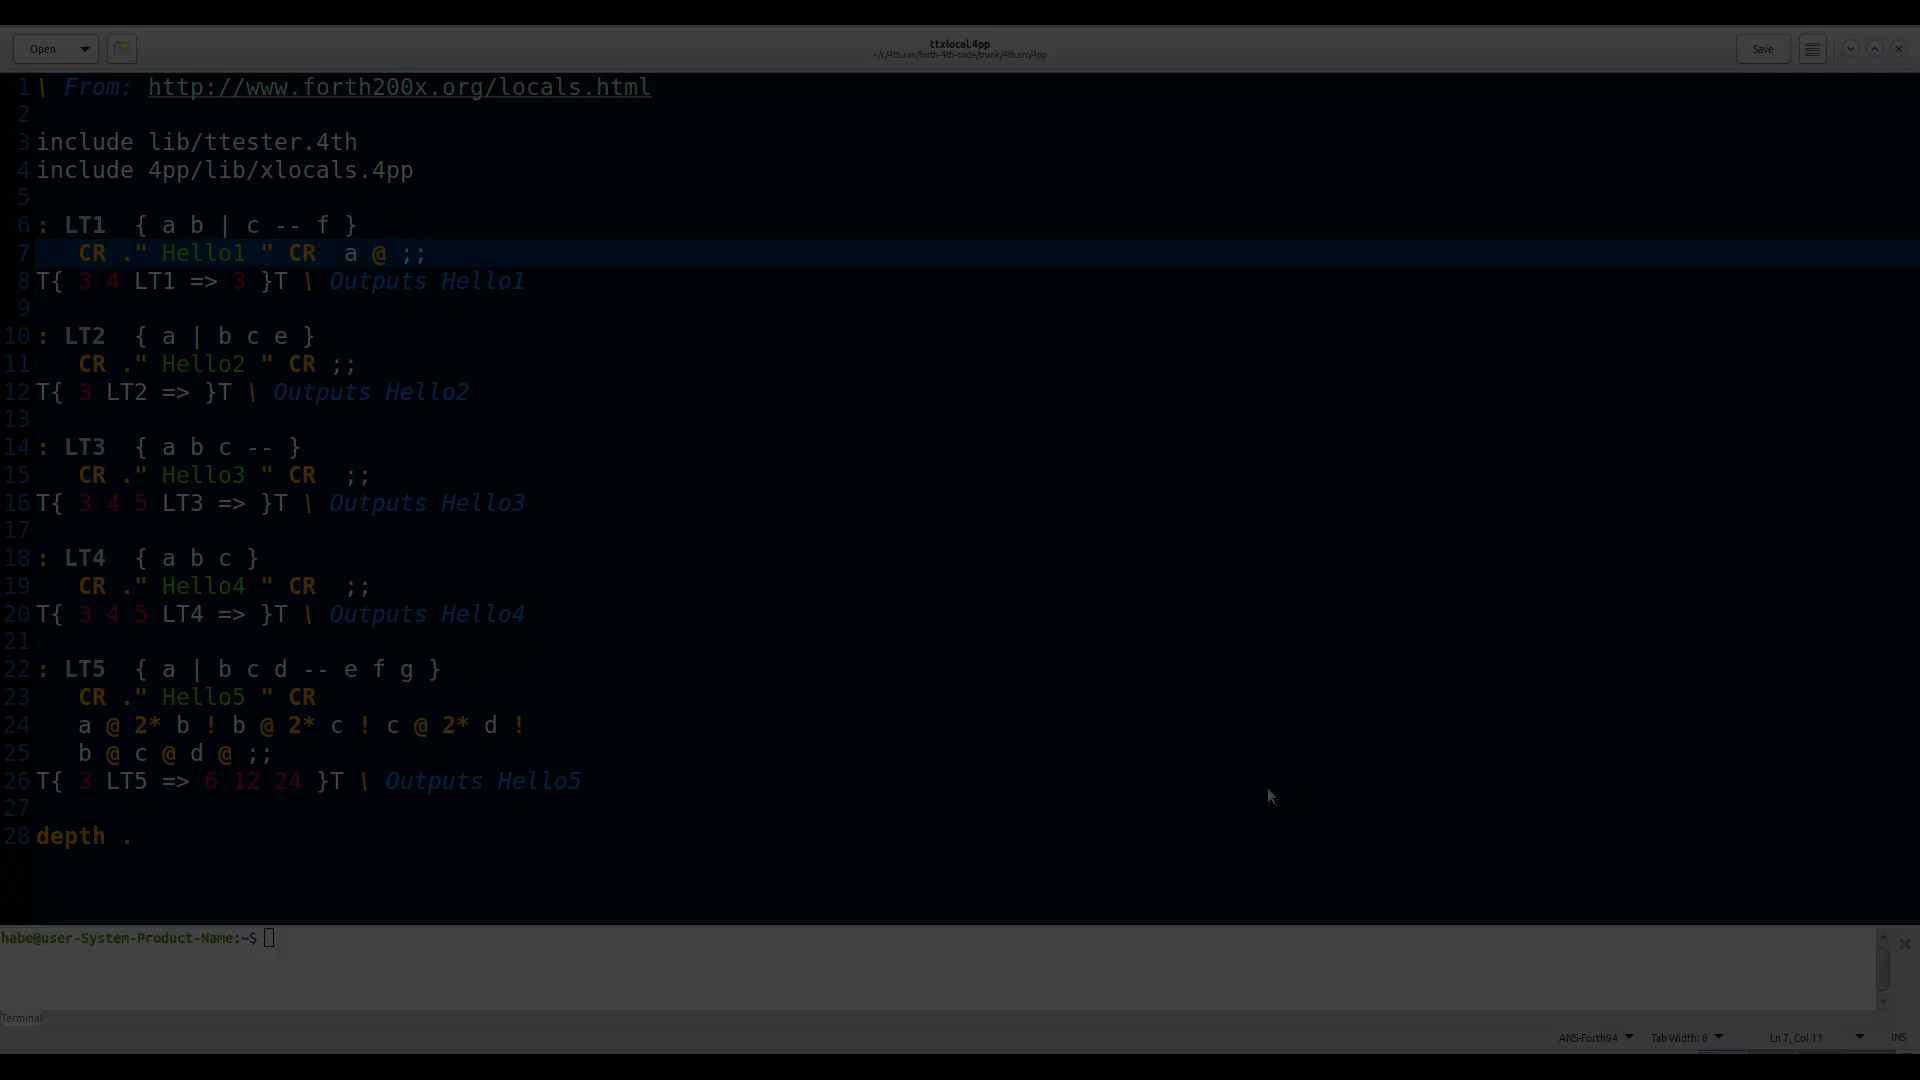 Open
ttxlocal.4pp
~/c/4th.svn/forth-4th-code/trunk/4th.src/4pp
Save
1 \ From: http://www.forth200x.org/locals.html
2
3 include lib/ttester.4th
4 include 4pp/lib/xlocals.4pp
5
6 : LT1  { a b | c -- f }
7    CR ." Hello1 " CR  a @ ;;
8 T{ 3 4 LT1 => 3 }T \ Outputs Hello1
9
10 : LT2  { a | b c e }
11    CR ." Hello2 " CR ;;
12 T{ 3 LT2 => }T \ Outputs Hello2
13
14 : LT3  { a b c -- }
15    CR ." Hello3 " CR  ;;
16 T{ 3 4 5 LT3 => }T \ Outputs Hello3
17
18 : LT4  { a b c }
19    CR ." Hello4 " CR  ;;
20 T{ 3 4 5 LT4 => }T \ Outputs Hello4
21
22 : LT5  { a | b c d -- e f g }
23    CR ." Hello5 " CR
24    a @ 2* b ! b @ 2* c ! c @ 2* d !
25    b @ c @ d @ ;;
26 T{ 3 LT5 => 6 12 24 }T \ Outputs Hello5
27
28 depth .
habe@user-System-Product-Name:~$
Terminal
ANS-Forth94 Tab Width: 8 Ln 7, Col 11 INS